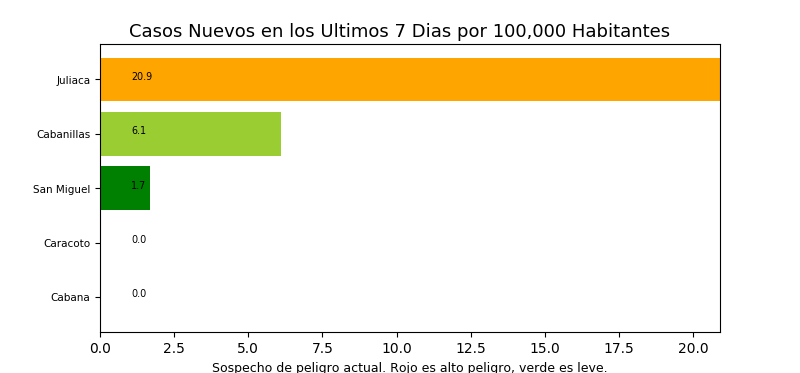 Casos Nuevos en los Ultimos 7 Dias por 100,000 Habitantes
Juliaca 20.9
Cabanillas 6.1
San Miguel 1.7
Caracoto 0.0
Cabana 0.0
0.0 2.5 5.0 7.5 10.0 12.5 15.0 17.5 20.0
Sospecho de peligro actual. Rojo es alto peligro, verde es leve.